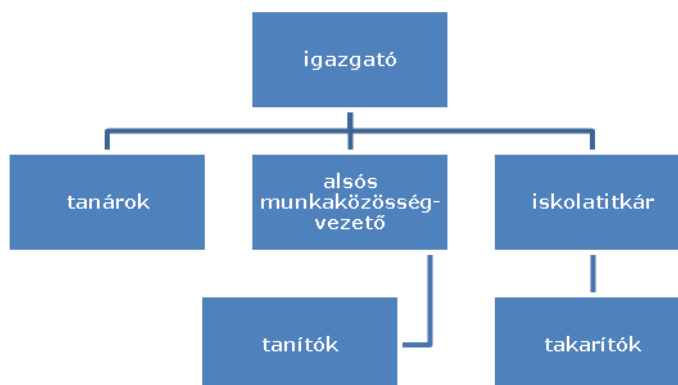 igazgató
tanárok
alsós
munkaközösség-
vezető
iskolatitkár
tanítók
takarítók